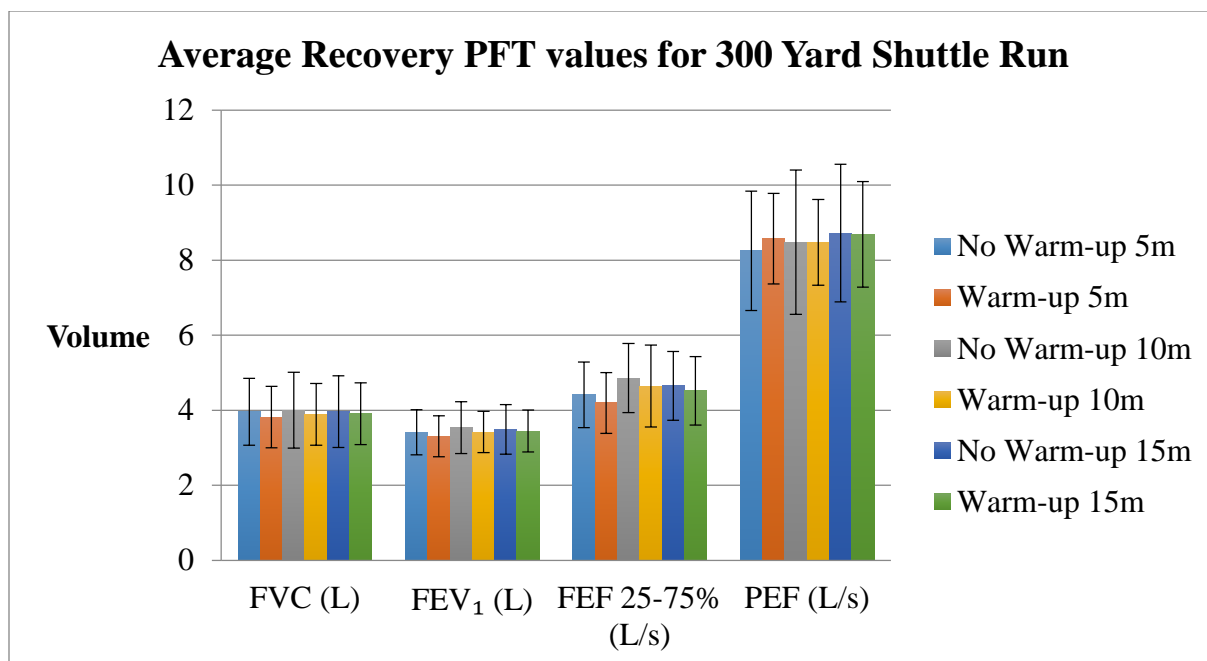 Average Recovery PFT values for 300 Yard Shuttle Run
12
10
8
6
4
2
0
Volume
FVC (L)
FEV₁ (L)
FEF 25-75%
(L/s)
PEF (L/s)
No Warm-up 5m
Warm-up 5m
No Warm-up 10m
Warm-up 10m
No Warm-up 15m
Warm-up 15m